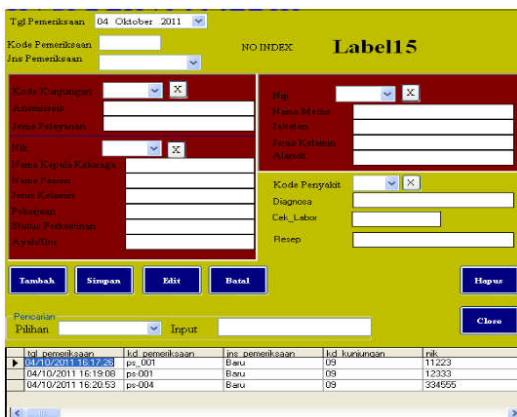 Tgl Pemeriksaan 04 Oktober 2011
Kode Pemeriksaan
NO INDEX Label15
Jns Pemeriksaan
Kode Kunjungan X
Anamnesis
Jenis Pelayanan
Nip X
Nama Medis
Jabatan
Jenis Kelamin
Alamat
Nik X
Nama Kepala Keluarga
Nama Pasien
Jenis Kelamin
Pekerjaan
Status Perkawinan
Ayah/Ibu
Kode Penyakit X
Diagnosa
Cek_Labor
Resep
Tambah Simpan Edit Batal Hapus
Close
Pencarian
Pilihan Input
tgl_pemeriksaan kd_pemeriksaan jns_pemeriksaan kd_kunjungan nik
04/10/2011 16:17:26 ps_001 Baru 09 11223
04/10/2011 16:19:08 ps-001 Baru 09 12333
04/10/2011 16:20:53 ps-004 Baru 09 334555